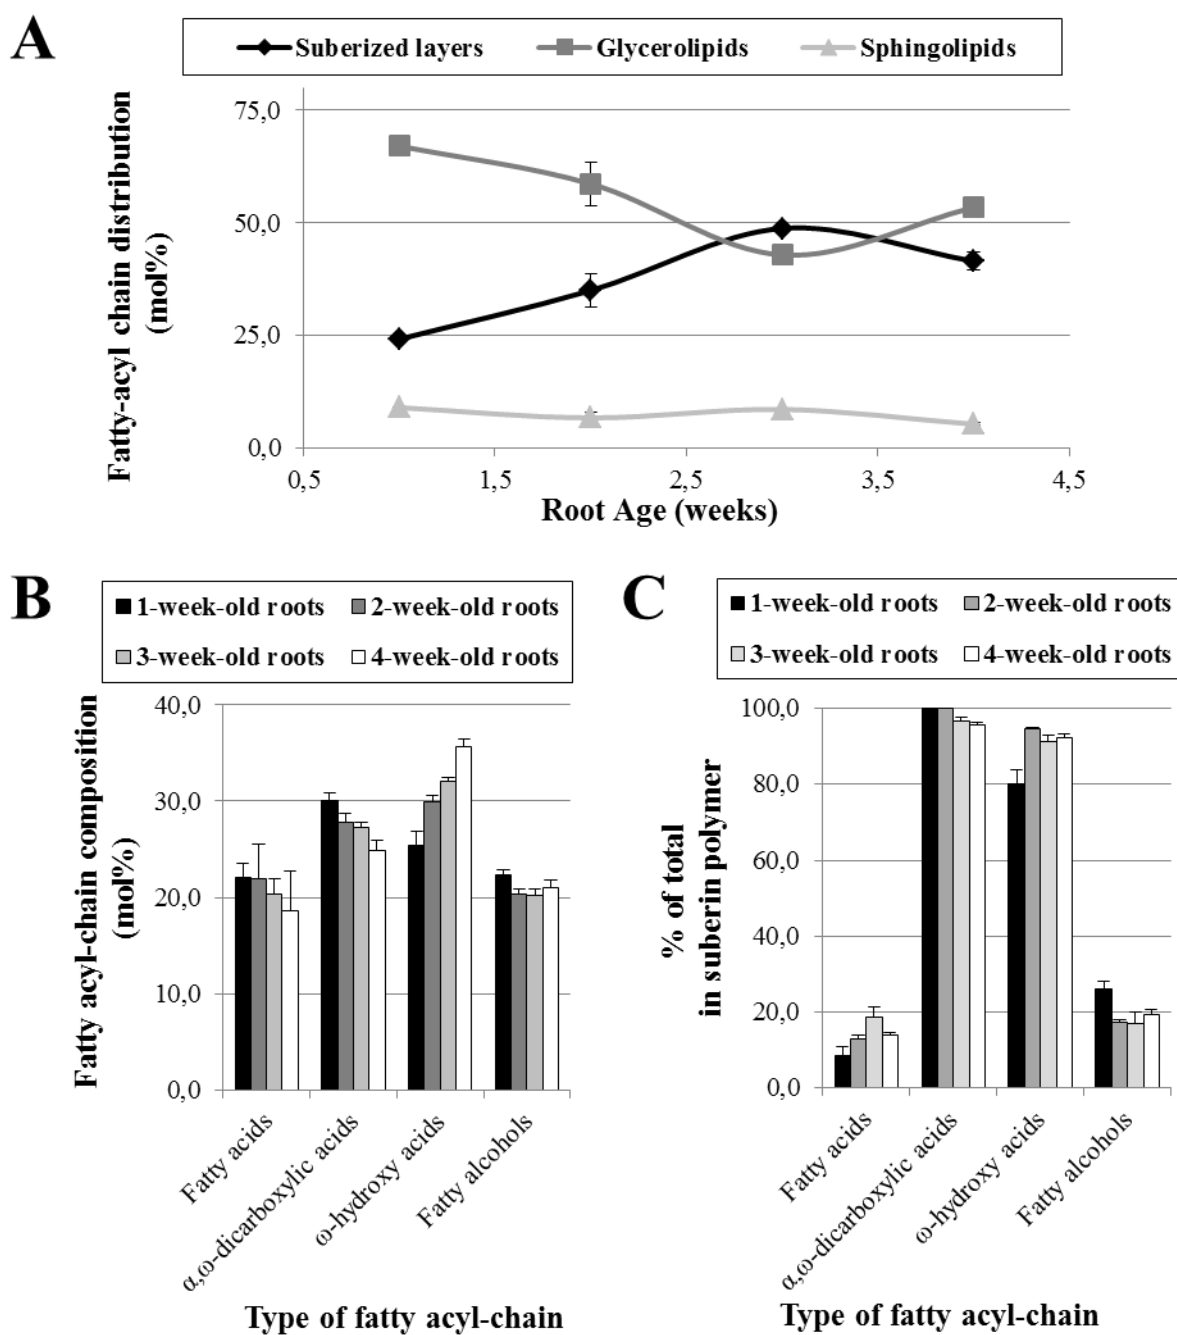 A
Suberized layers Glycerolipids Sphingolipids
Fatty-acyl chain distribution
(mol%)
75,0
50,0
25,0
0,0
0,5 1,5 2,5 3,5 4,5
Root Age (weeks)
B
1-week-old roots 2-week-old roots
3-week-old roots 4-week-old roots
Fatty acyl-chain composition
(mol%)
40,0
30,0
20,0
10,0
0,0
Fatty acids
α,ω-dicarboxylic acids
ω-hydroxy acids
Fatty alcohols
Type of fatty acyl-chain
C
1-week-old roots 2-week-old roots
3-week-old roots 4-week-old roots
% of total
in suberin polymer
100,0
80,0
60,0
40,0
20,0
0,0
Fatty acids
α,ω-dicarboxylic acids
ω-hydroxy acids
Fatty alcohols
Type of fatty acyl-chain